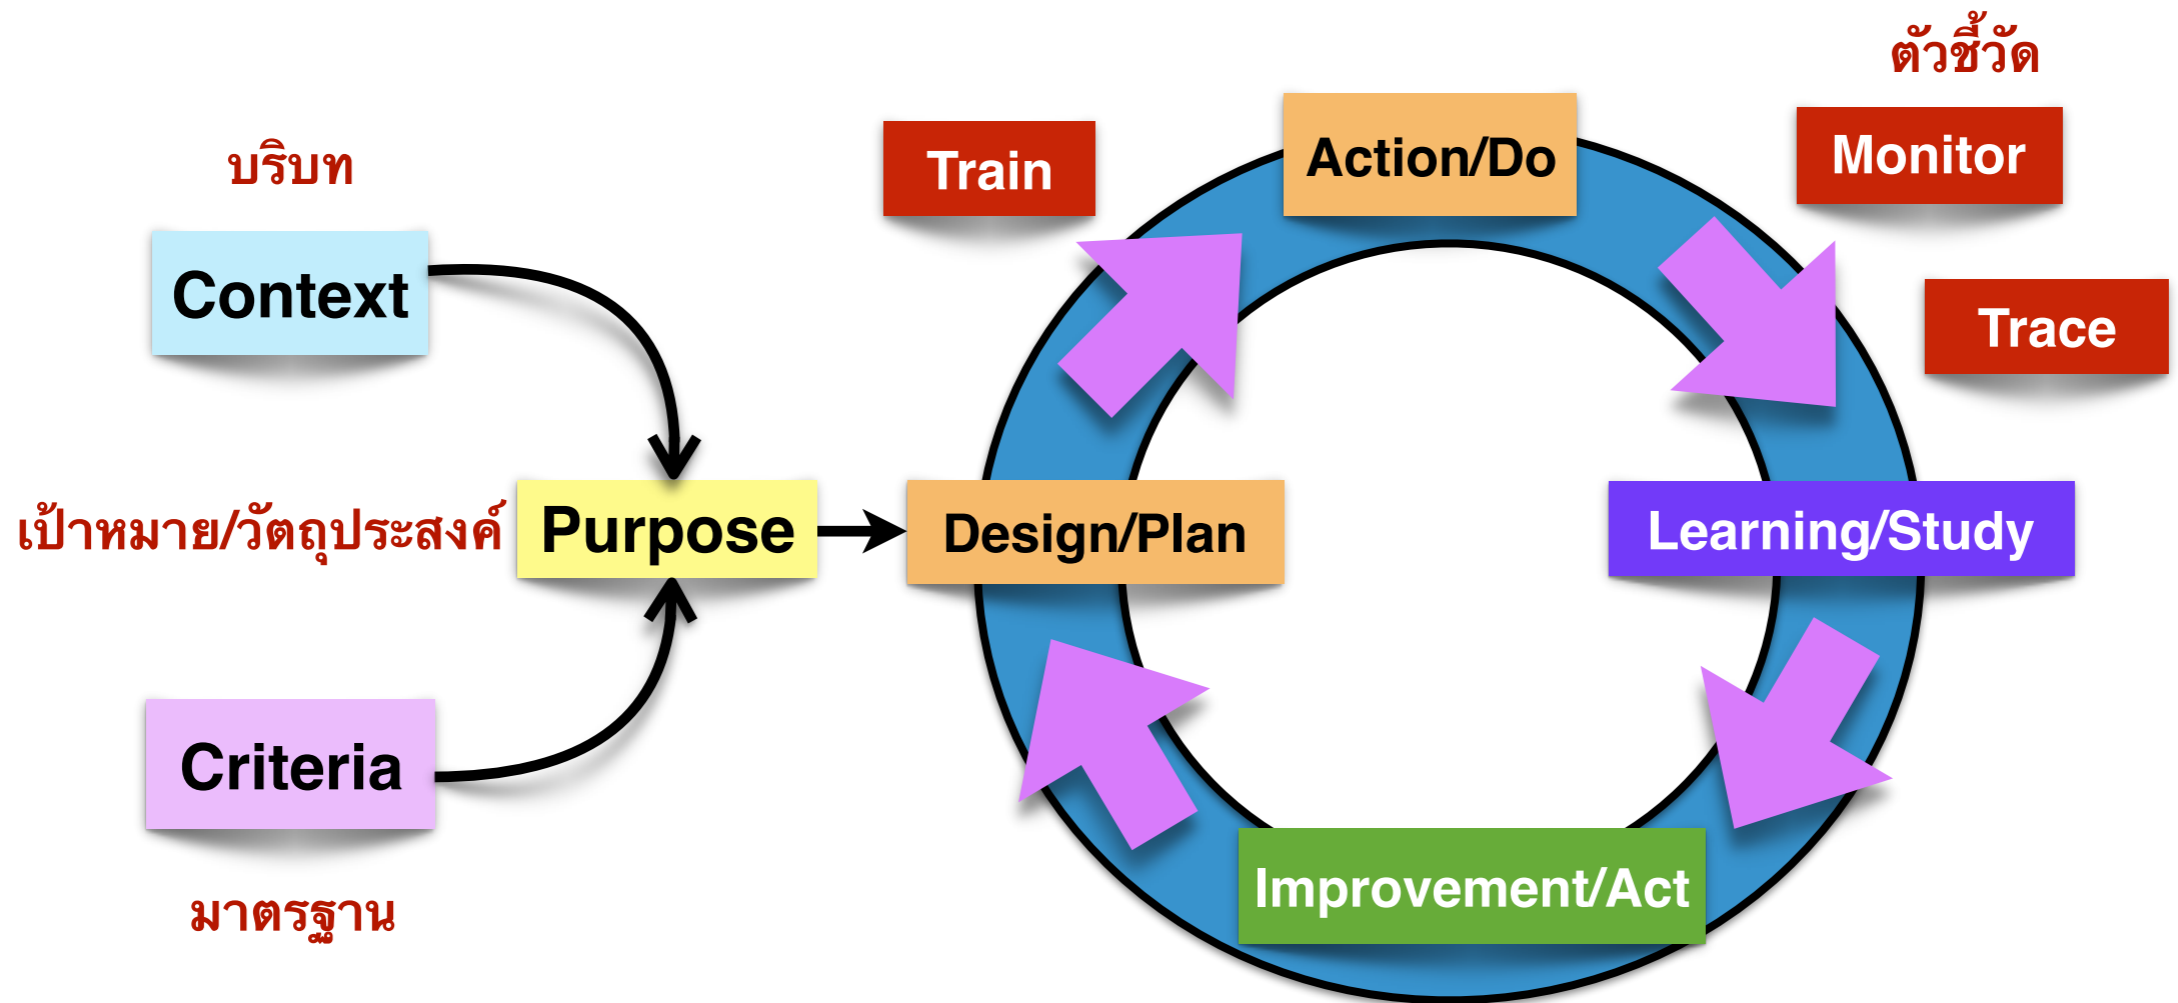 บริบท
Context
เป้าหมาย/วัตถุประสงค์
Purpose
Criteria
มาตรฐาน
Train
Action/Do
ตัวชี้วัด
Monitor
Trace
Design/Plan
Learning/Study
Improvement/Act